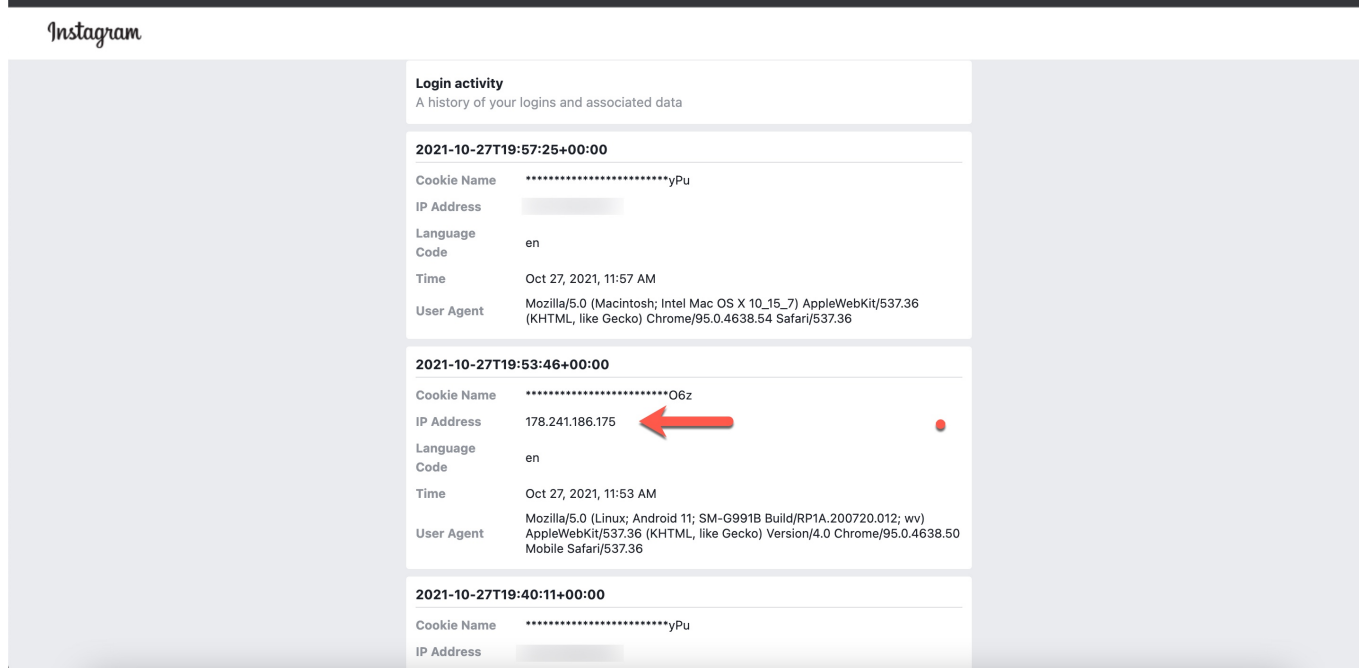 Instagram
Login activity
A history of your logins and associated data
2021-10-27T19:57:25+00:00
Cookie Name *************************yPu
IP Address
Language
Code
en
Time Oct 27, 2021, 11:57 AM
User Agent
Mozilla/5.0 (Macintosh; Intel Mac OS X 10_15_7) AppleWebKit/537.36
(KHTML, like Gecko) Chrome/95.0.4638.54 Safari/537.36
2021-10-27T19:53:46+00:00
Cookie Name *************************O6z
IP Address 178.241.186.175
Language
Code
en
Time Oct 27, 2021, 11:53 AM
User Agent
Mozilla/5.0 (Linux; Android 11; SM-G991B Build/RP1A.200720.012; wv)
AppleWebKit/537.36 (KHTML, like Gecko) Version/4.0 Chrome/95.0.4638.50
Mobile Safari/537.36
2021-10-27T19:40:11+00:00
Cookie Name *************************yPu
IP Address